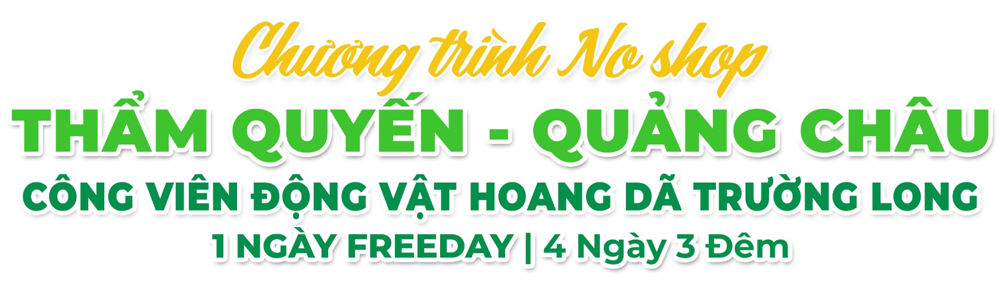 Chương trình No shop
THẨM QUYẾN - QUẢNG CHÂU
CÔNG VIÊN ĐỘNG VẬT HOANG DÃ TRƯỜNG LONG
1 NGÀY FREEDAY | 4 Ngày 3 Đêm